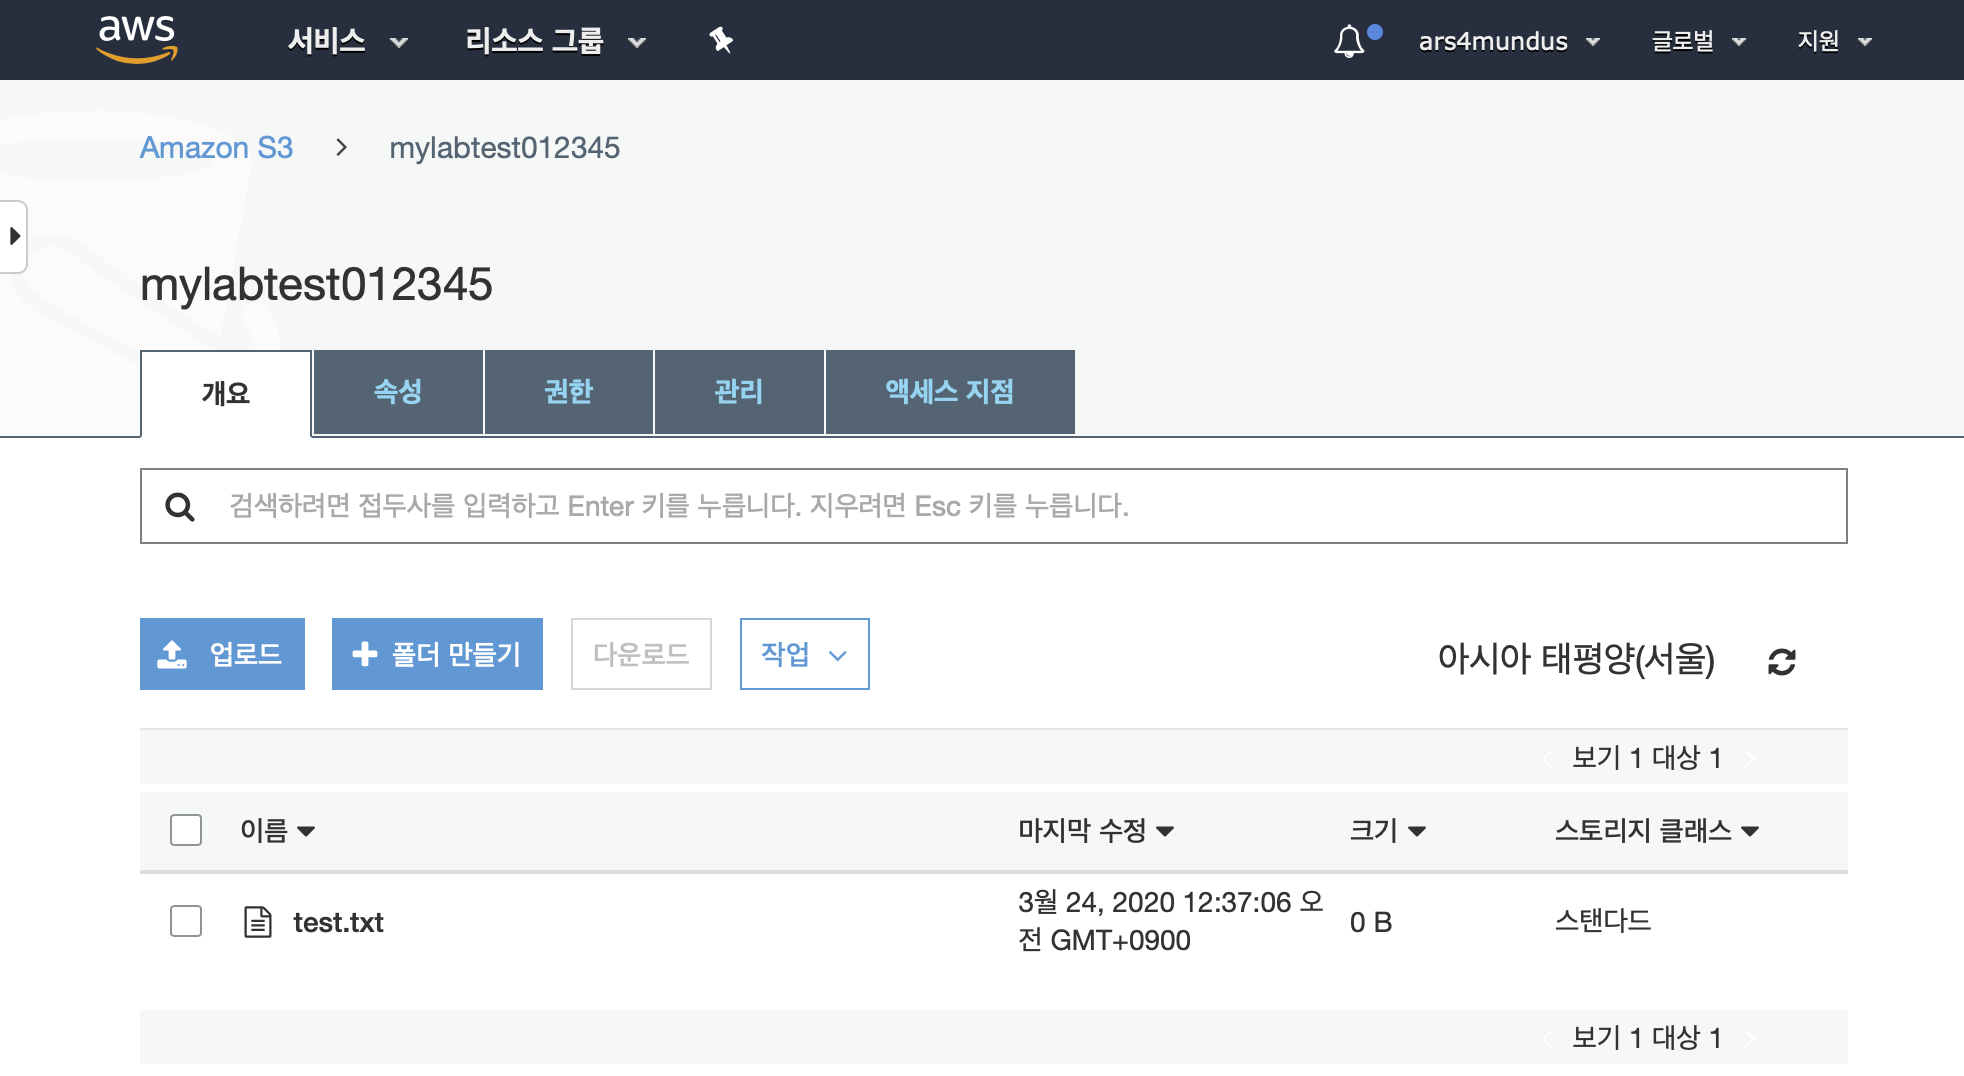 aws 서비스 리소스 그룹 ars4mundus 글로벌 지원
Amazon S3 > mylabtest012345
mylabtest012345
개요 속성 권한 관리 액세스 지점
검색하려면 접두사를 입력하고 Enter 키를 누릅니다. 지우려면 Esc 키를 누릅니다.
업로드 폴더 만들기 다운로드 작업 아시아 태평양(서울)
보기 1 대상 1
이름 마지막 수정 크기 스토리지 클래스
test.txt 3월 24, 2020 12:37:06 오
전 GMT+0900 0 B 스탠다드
보기 1 대상 1